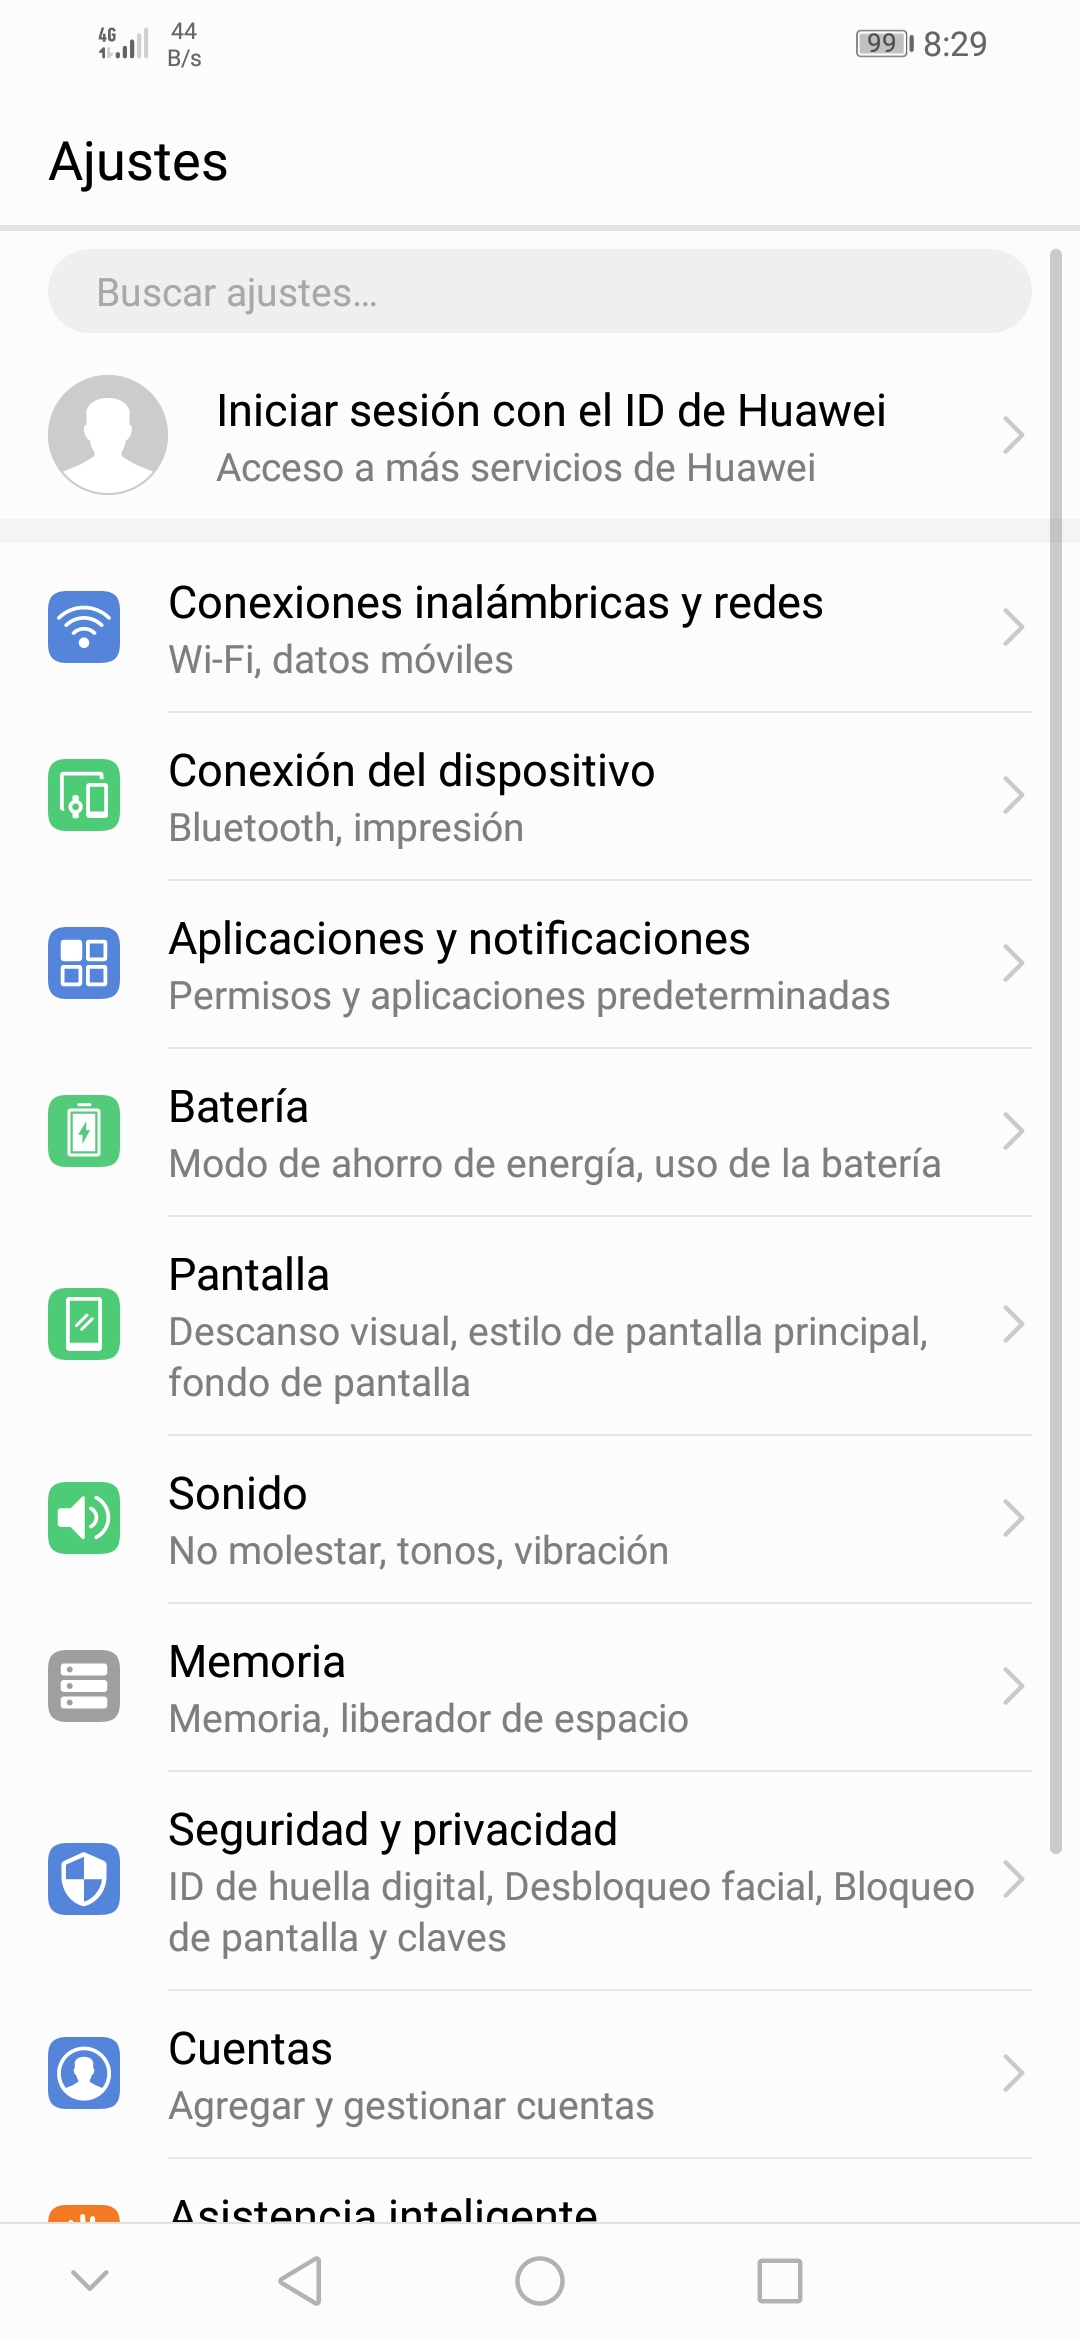 4G
44
B/s
99
8:29
Ajustes
Buscar ajustes...
Iniciar sesión con el ID de Huawei
Acceso a más servicios de Huawei
Conexiones inalámbricas y redes
Wi-Fi, datos móviles
Conexión del dispositivo
Bluetooth, impresión
Aplicaciones y notificaciones
Permisos y aplicaciones predeterminadas
Batería
Modo de ahorro de energía, uso de la batería
Pantalla
Descanso visual, estilo de pantalla principal,
fondo de pantalla
Sonido
No molestar, tonos, vibración
Memoria
Memoria, liberador de espacio
Seguridad y privacidad
ID de huella digital, Desbloqueo facial, Bloqueo
de pantalla y claves
Cuentas
Agregar y gestionar cuentas
Asistencia inteligente